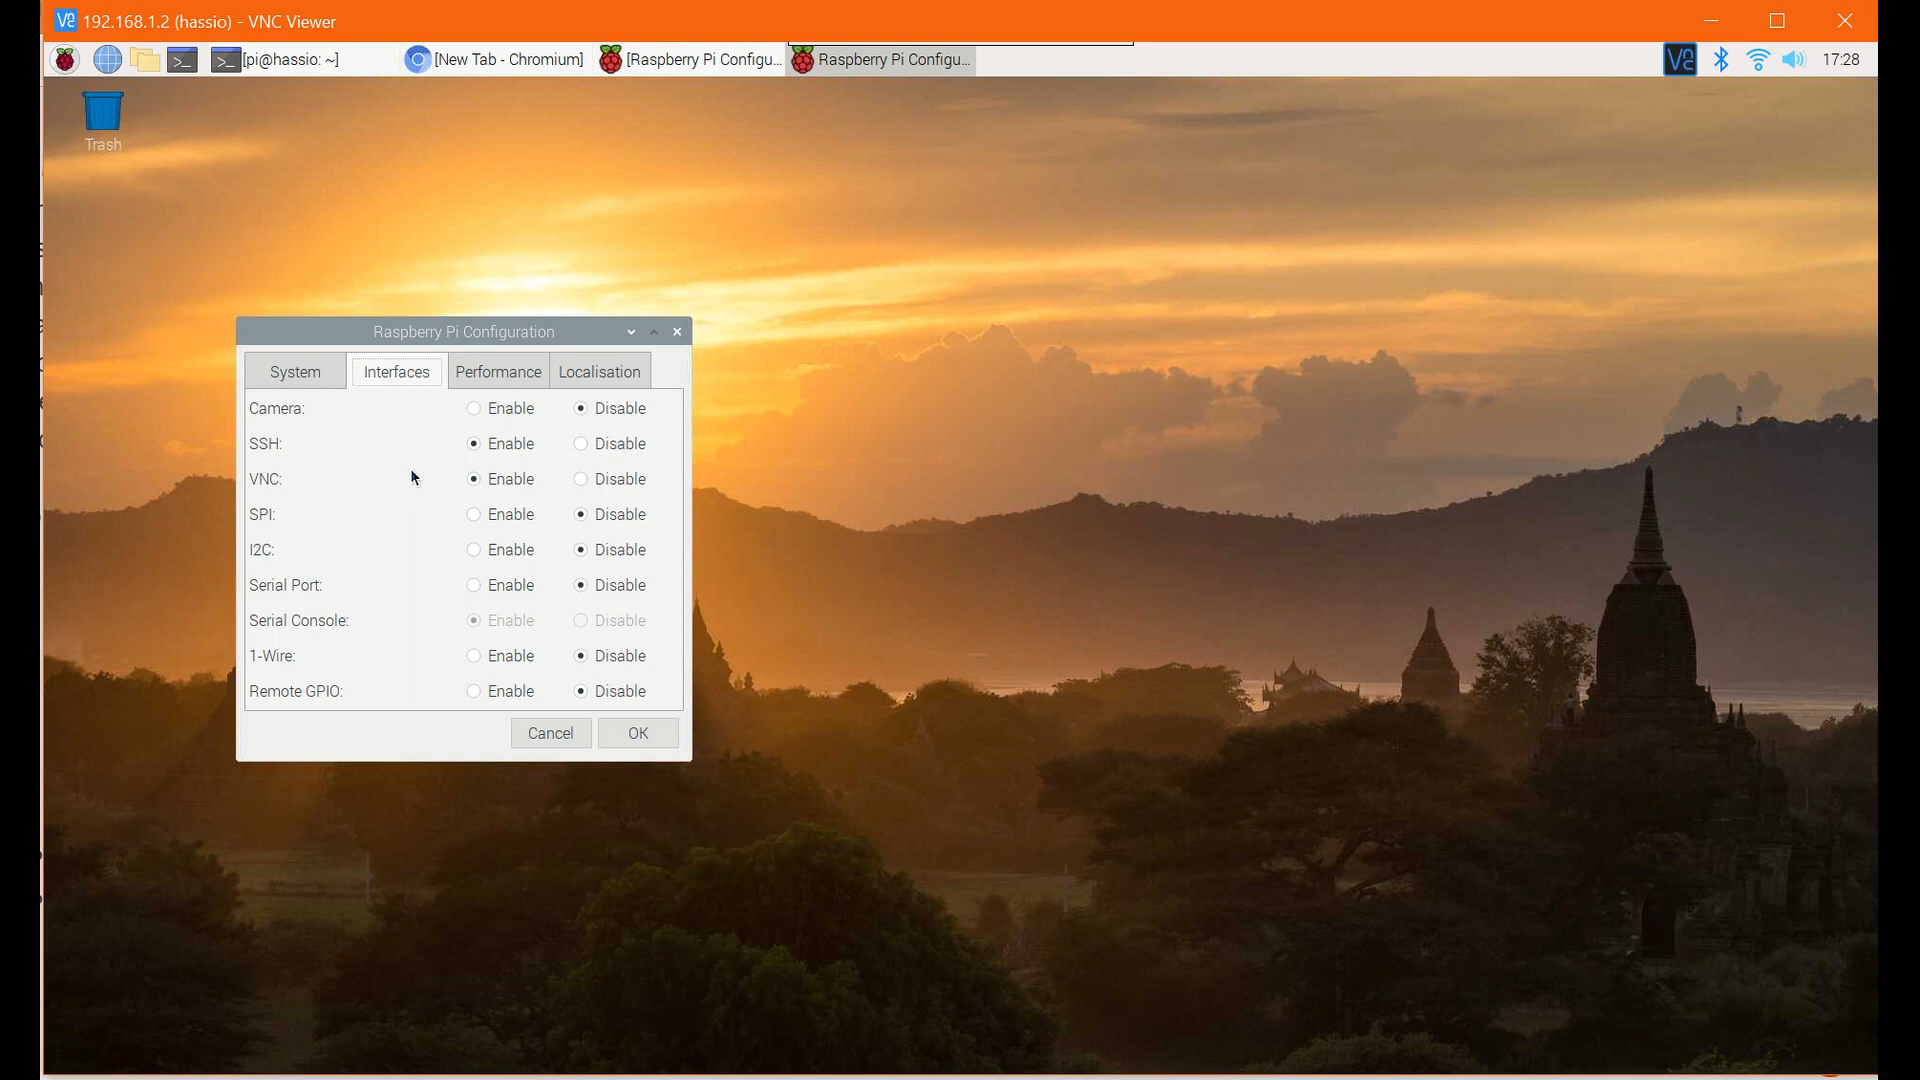 192.168.1.2 (hassio) - VNC Viewer
[pi@hassio: ~] [New Tab - Chromium] [Raspberry Pi Configu... Raspberry Pi Configu... 17:28
Trash
Raspberry Pi Configuration
System Interfaces Performance Localisation
Camera: Enable Disable
SSH: Enable Disable
VNC: Enable Disable
SPI: Enable Disable
I2C: Enable Disable
Serial Port: Enable Disable
Serial Console: Enable Disable
1-Wire: Enable Disable
Remote GPIO: Enable Disable
Cancel OK